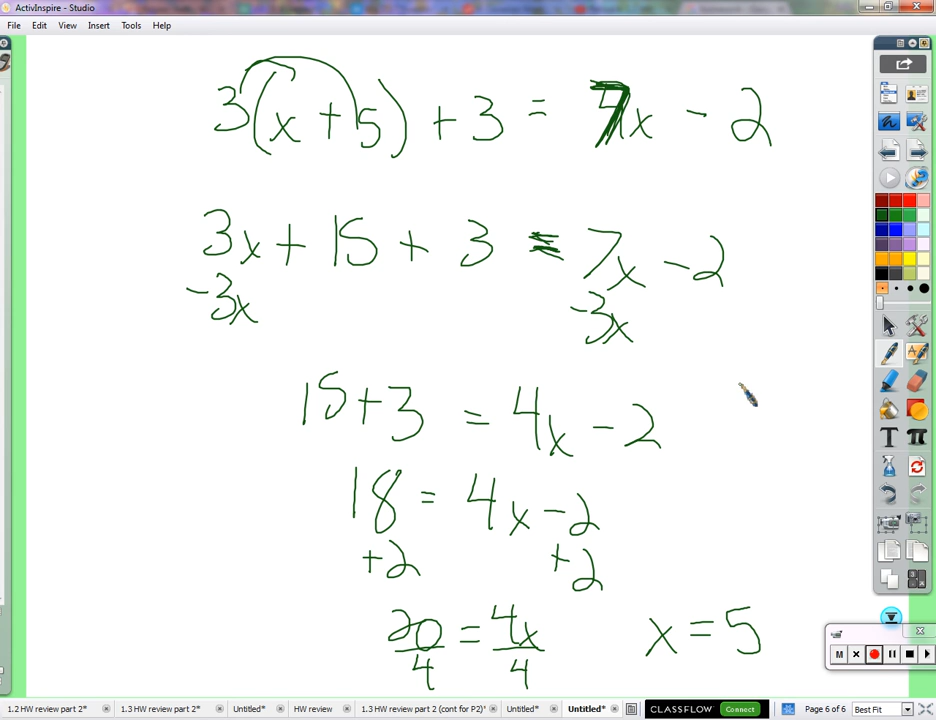 ActivInspire - Studio
File Edit View Insert Tools Help
3(x + 5) + 3 = 7x - 2
3x + 15 + 3 = 7x - 2
-3x -3x
15 + 3 = 4x - 2
18 = 4x - 2
+2 +2
20/4 = 4x/4 x = 5
M
1.2 HW review part 2* 1.3 HW review part 2* Untitled* HW review 1.3 HW review part 2 (cont for P2)* Untitled* Untitled* CLASSFLOW Connect Page 6 of 6 Best Fit